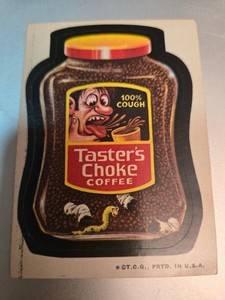 100%
COUGH
Taster's
Choke
COFFEE
©T.C.G., PRTD. IN U.S.A.